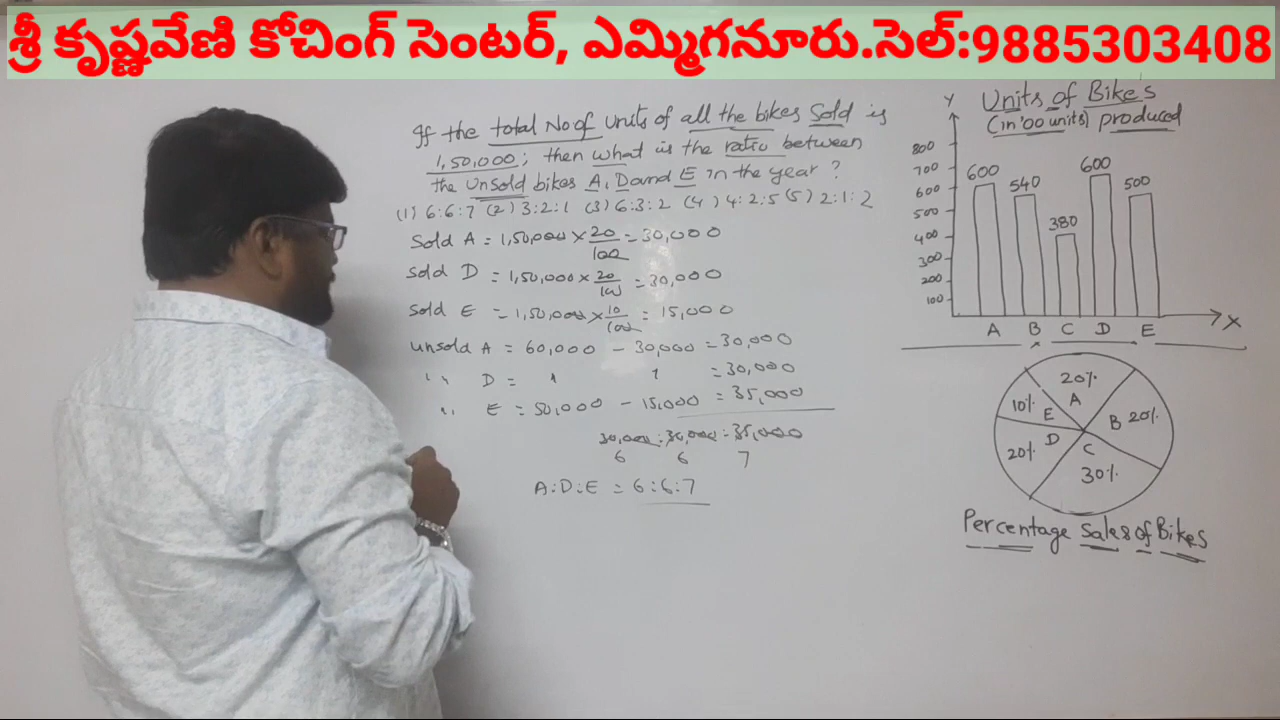 శ్రీ కృష్ణవేణి కోచింగ్ సెంటర్, ఎమ్మిగనూరు.సెల్:9885303408
If the total No of Units of all the bikes Sold is
1,50,000; then what is the ratio between
the Unsold bikes A, D and E in the year ?
(1) 6:6:7 (2) 3:2:1 (3) 6:3:2 (4) 4:2:5 (5) 2:1:2
Sold A = 1,50,000 × 20/100 = 30,000
Sold D = 1,50,000 × 20/100 = 30,000
Sold E = 1,50,000 × 10/100 = 15,000
Unsold A = 60,000 - 30,000 = 30,000
" D = " " = 30,000
" E = 50,000 - 15,000 = 35,000
30,000 : 30,000 : 35,000
6 6 7
A:D:E = 6:6:7
Y
Units of Bikes
(in '00 units) produced
800
700
600
500
400
300
200
100
600
540
380
600
500
A B C D E
X
20% A
B 20%
C 30%
20% D
10% E
Percentage Sales of Bikes